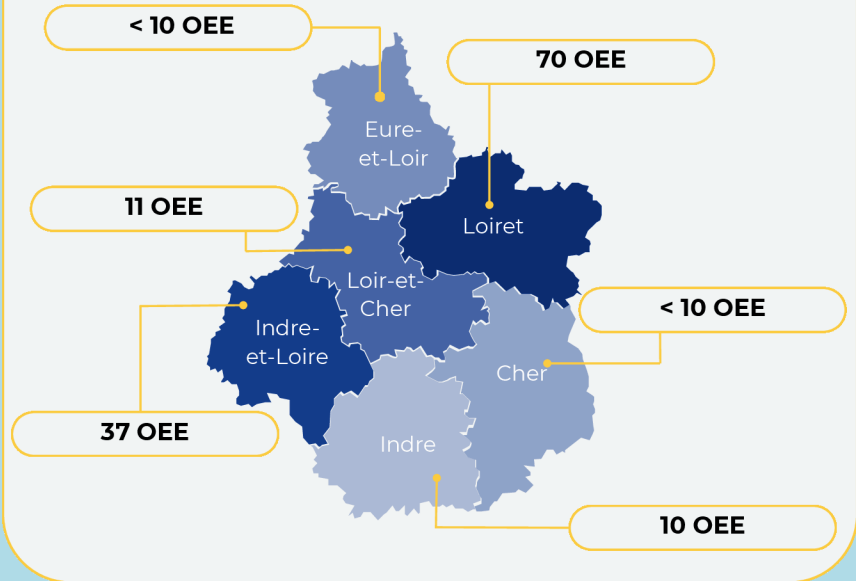 < 10 OEE
70 OEE
Eure-
et-Loir
11 OEE
Loiret
Loir-et-
Cher
< 10 OEE
Indre-
et-Loire
Cher
37 OEE
Indre
10 OEE